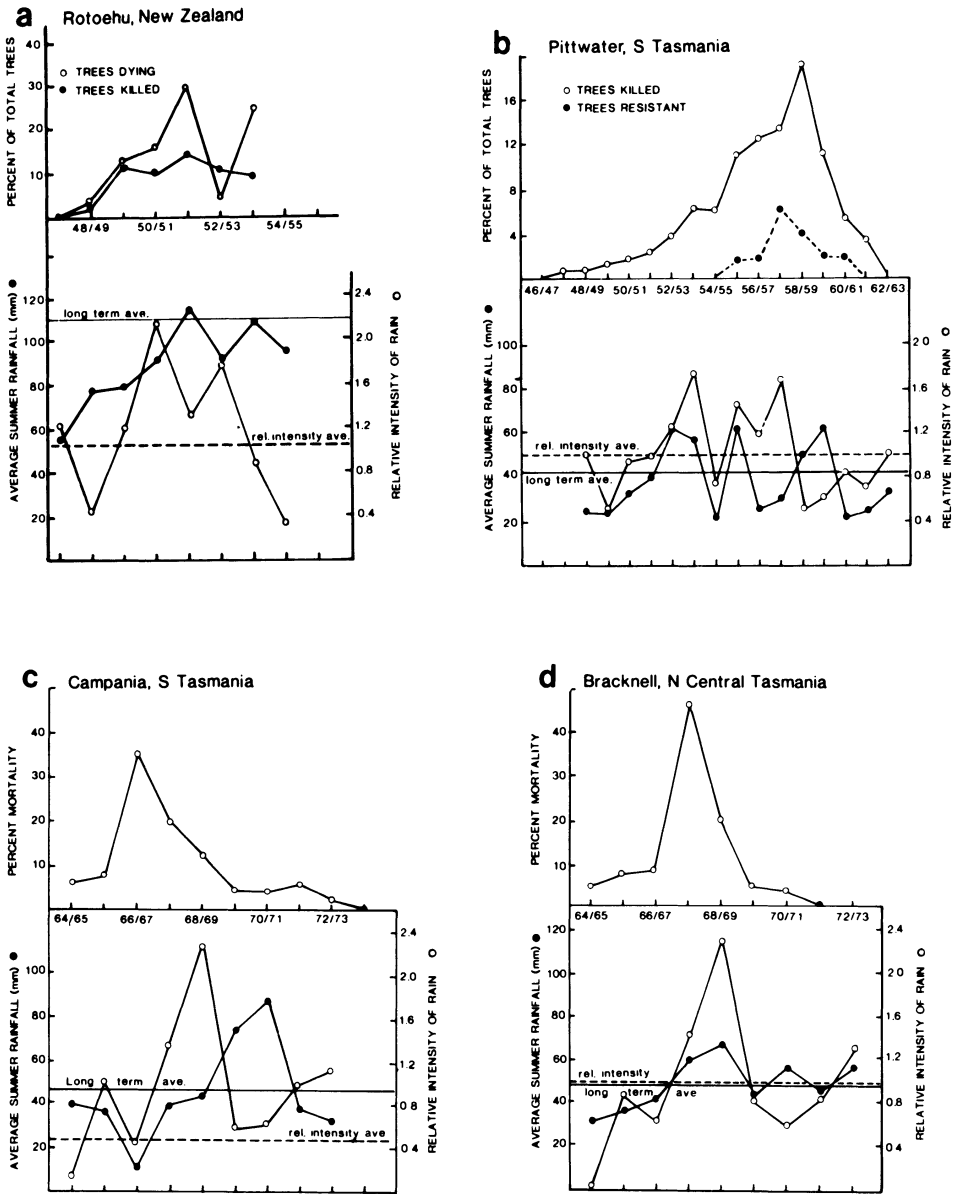 a Rotoehu, New Zealand
PERCENT OF TOTAL TREES
40
30
20
10
○ TREES DYING
● TREES KILLED
48/49 50/51 52/53 54/55
AVERAGE SUMMER RAINFALL (mm) ●
120
100
80
60
40
20
long term ave.
rel. intensity ave.
2.4
2.0
1.6
1.2
0.8
0.4
RELATIVE INTENSITY OF RAIN ○
b Pittwater, S Tasmania
PERCENT OF TOTAL TREES
16
12
8
4
○ TREES KILLED
● TREES RESISTANT
46/47 48/49 50/51 52/53 54/55 56/57 58/59 60/61 62/63
AVERAGE SUMMER RAINFALL (mm) ●
100
80
60
40
20
rel. intensity ave.
long term ave.
2 0
1 6
1 2
0 8
0 4
RELATIVE INTENSITY OF RAIN ○
c Campania, S Tasmania
PERCENT MORTALITY
40
30
20
10
64/65 66/67 68/69 70/71 72/73
AVERAGE SUMMER RAINFALL (mm) ●
100
80
60
40
20
Long term ave.
rel. intensity ave
2.4
2.0
1.6
1.2
0.8
0 4
RELATIVE INTENSITY OF RAIN ○
d Bracknell, N Central Tasmania
PERCENT MORTALITY
40
30
20
10
64/65 66/67 68/69 70/71 72/73
AVERAGE SUMMER RAINFALL (mm) ●
120
100
80
60
40
20
rel. intensity
long term ave
2.4
2.0
1.6
1.2
0.8
0.4
RELATIVE INTENSITY OF RAIN ○